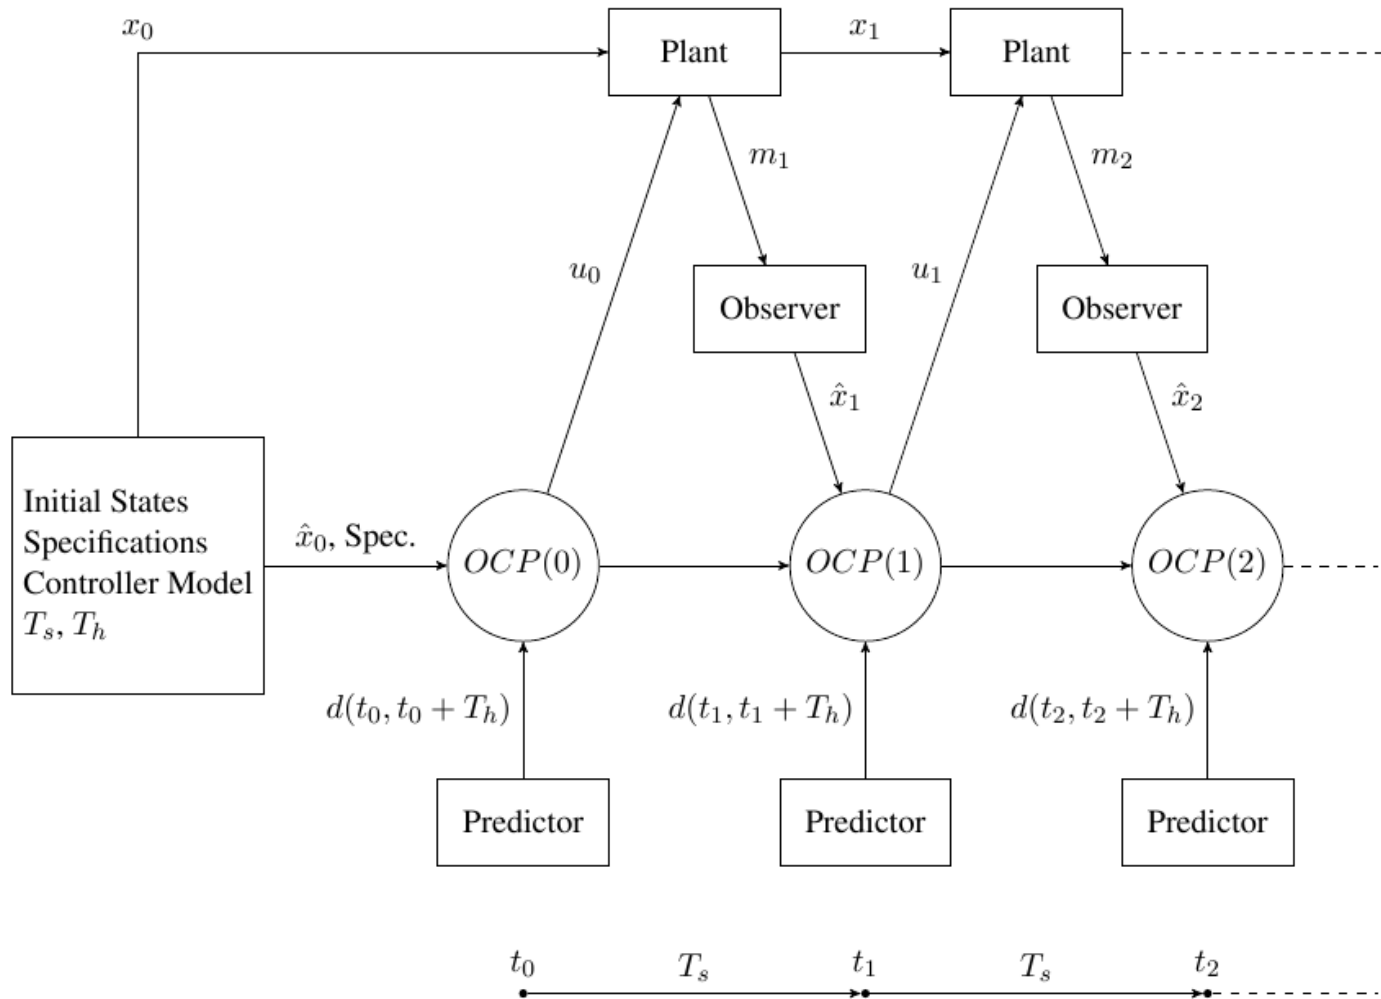 x₀
Plant
x₁
Plant
m₁
m₂
u₀
u₁
Observer
Observer
x̂₁
x̂₂
Initial States
Specifications
Controller Model
Tₛ, Tₕ
x̂₀, Spec.
OCP(0)
OCP(1)
OCP(2)
d(t₀, t₀ + Tₕ)
d(t₁, t₁ + Tₕ)
d(t₂, t₂ + Tₕ)
Predictor
Predictor
Predictor
t₀
Tₛ
t₁
Tₛ
t₂